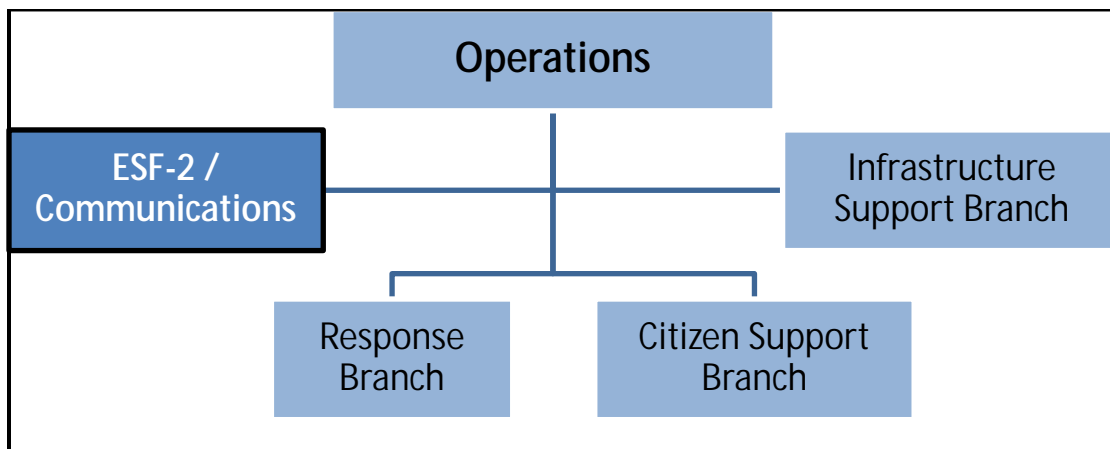 Operations
ESF-2 /
Communications
Infrastructure
Support Branch
Response
Branch
Citizen Support
Branch